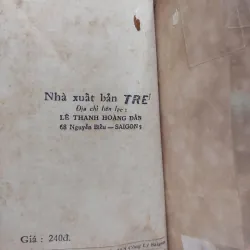 Nhà xuất bản TRẺ
Địa chỉ liên lạc :
LÊ THANH HOÀNG DÂN
68 Nguyễn Biểu — SAIGON 5
Giá : 240đ.